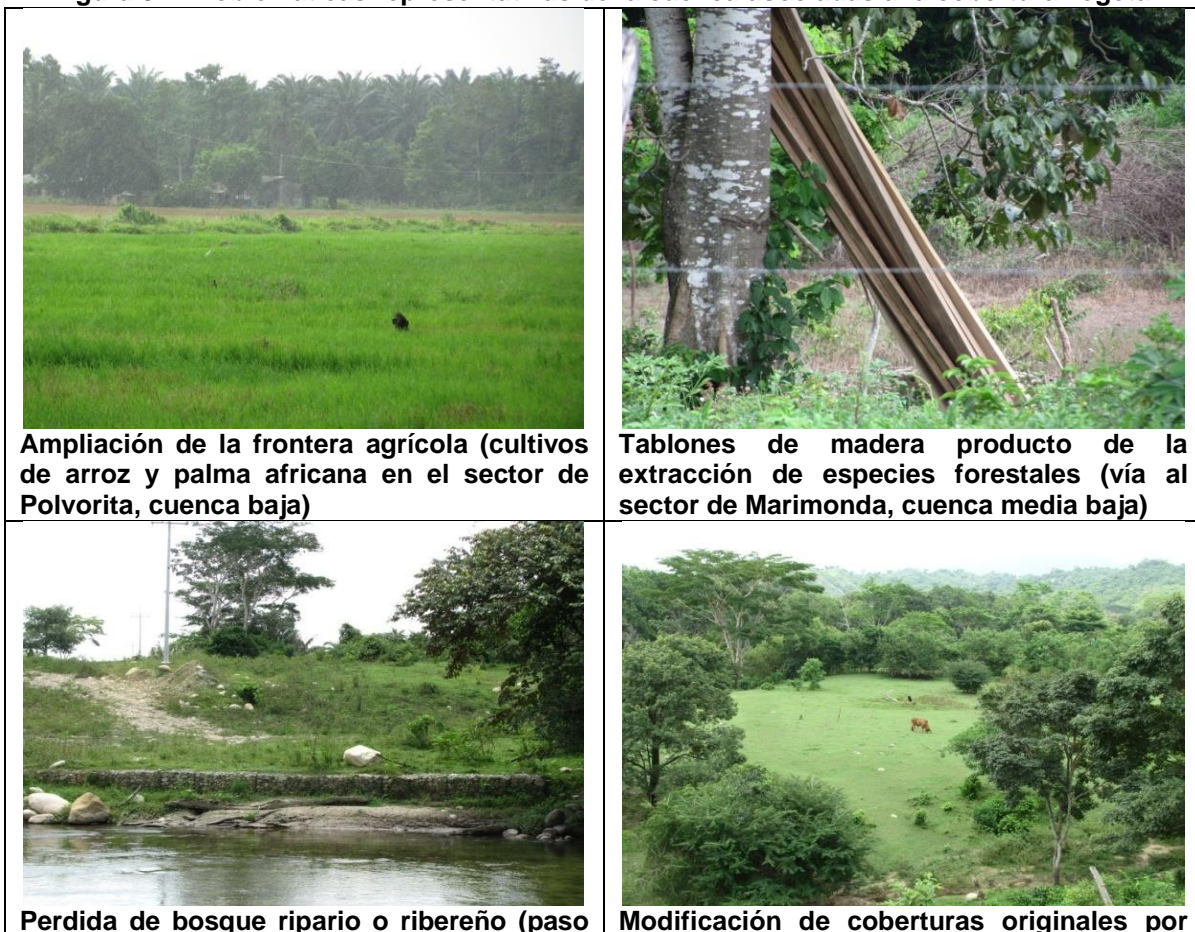 Ampliación de la frontera agrícola (cultivos
de arroz y palma africana en el sector de
Polvorita, cuenca baja)
Tablones de madera producto de la
extracción de especies forestales (vía al
sector de Marimonda, cuenca media baja)
Perdida de bosque ripario o ribereño (paso
Modificación de coberturas originales por